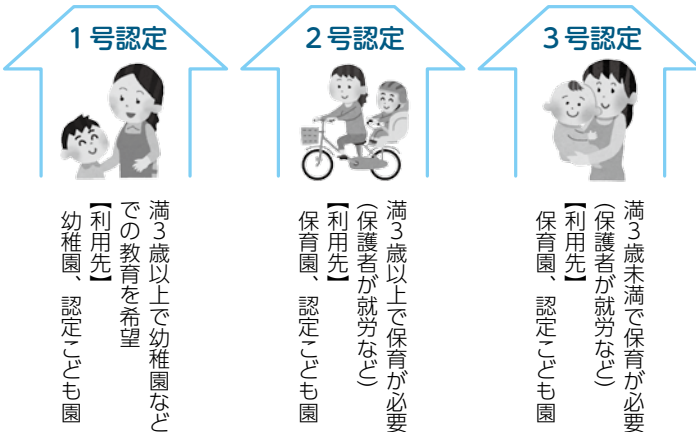 1号認定
満3歳以上で幼稚園など
での教育を希望
【利用先】
幼稚園、認定こども園
2号認定
満3歳以上で保育が必要
(保護者が就労など)
【利用先】
保育園、認定こども園
3号認定
満3歳未満で保育が必要
(保護者が就労など)
【利用先】
保育園、認定こども園